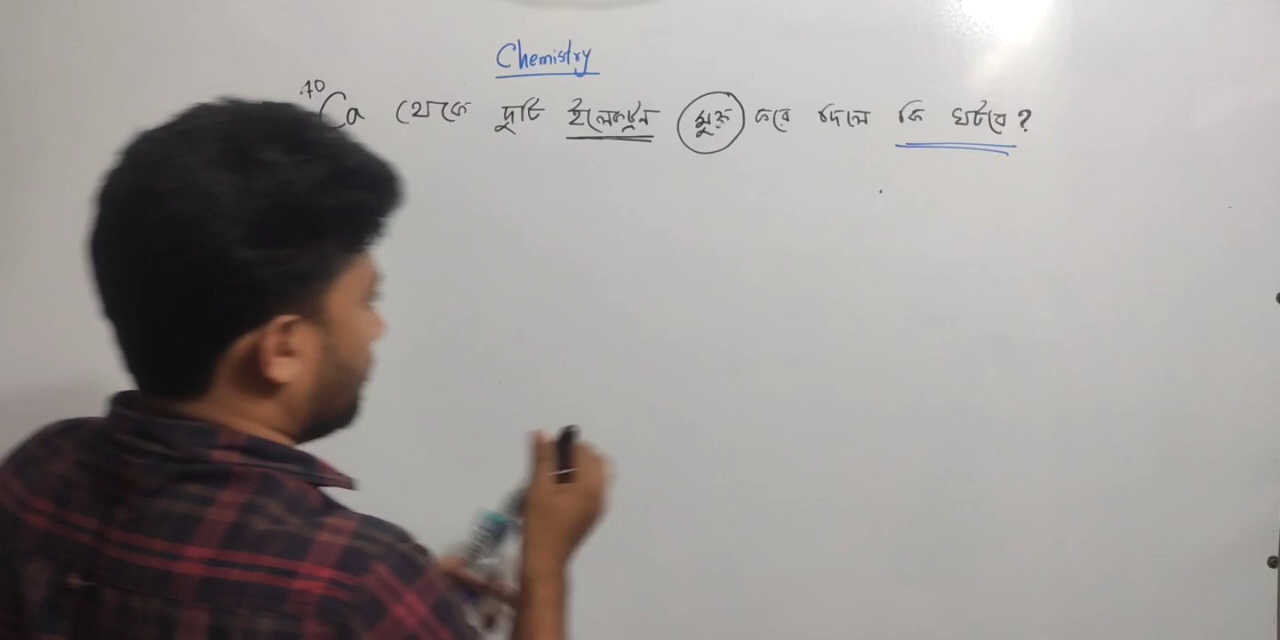 Chemistry
⁴⁰Ca থেকে দুটি ইলেকট্রন মুক্ত করে দিলে কি ঘটবে?